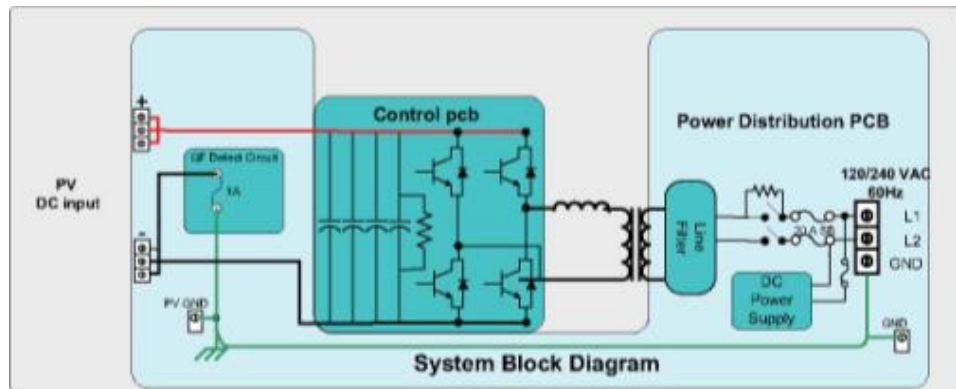 Control pcb
Power Distribution PCB
+
GF Detect Circuit
1A
PV
DC input
120/240 VAC
60Hz
L1
L2
GND
Line
Filter
-
DC
Power
Supply
PV GND
GND
System Block Diagram